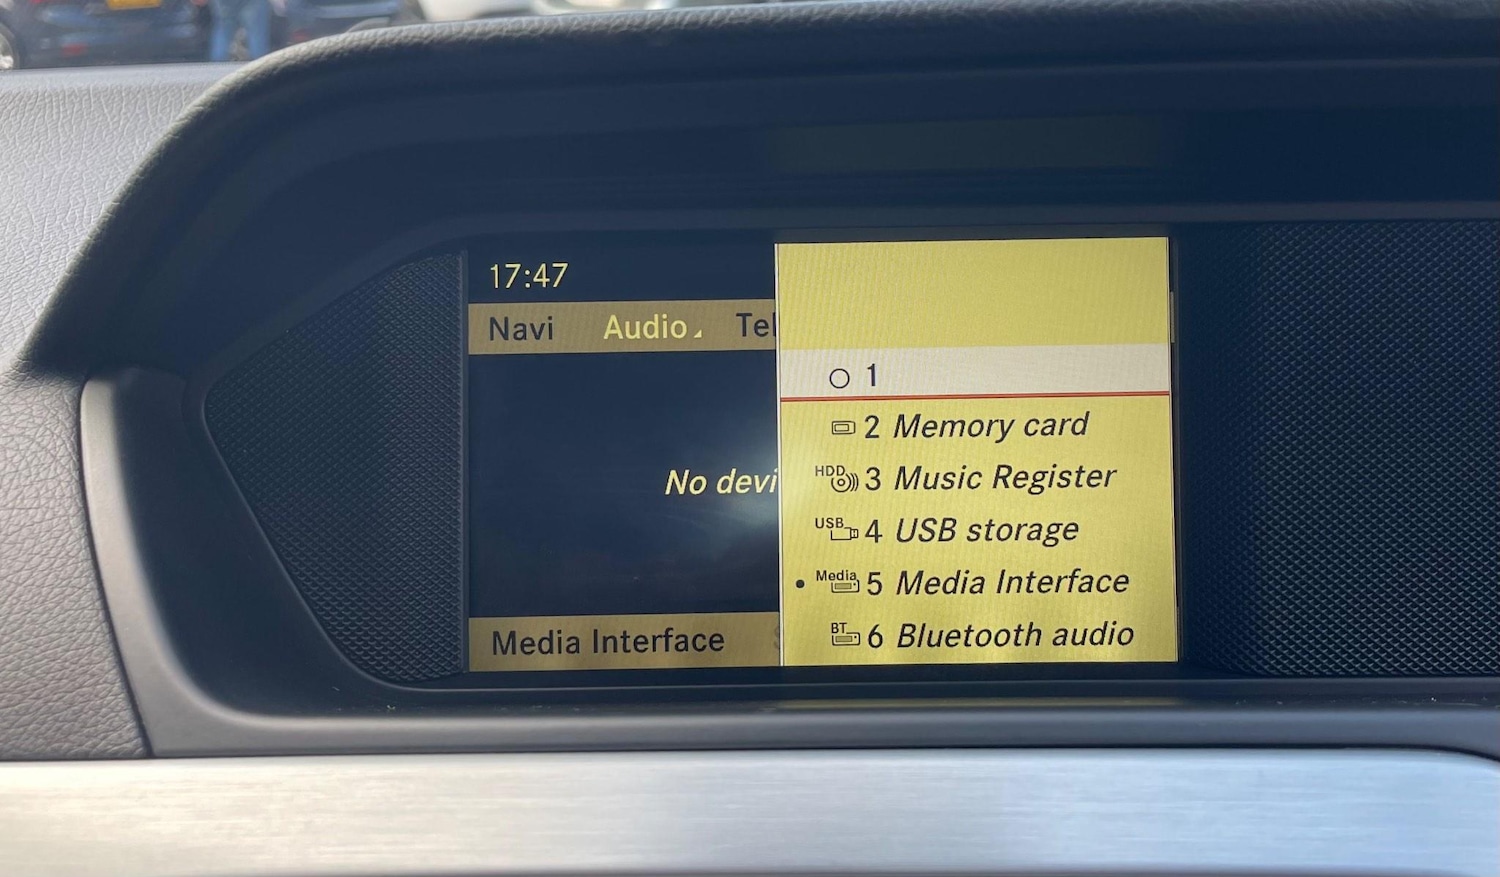 17:47
Navi Audio Tel
No devi
Media Interface
1
2 Memory card
HDD 3 Music Register
USB 4 USB storage
Media 5 Media Interface
BT 6 Bluetooth audio